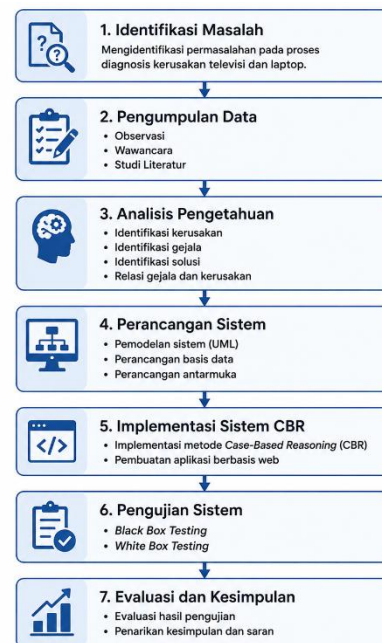 1. Identifikasi Masalah
Mengidentifikasi permasalahan pada proses
diagnosis kerusakan televisi dan laptop.
2. Pengumpulan Data
• Observasi
• Wawancara
• Studi Literatur
3. Analisis Pengetahuan
• Identifikasi kerusakan
• Identifikasi gejala
• Identifikasi solusi
• Relasi gejala dan kerusakan
4. Perancangan Sistem
• Pemodelan sistem (UML)
• Perancangan basis data
• Perancangan antarmuka
5. Implementasi Sistem CBR
• Implementasi metode Case-Based Reasoning (CBR)
• Pembuatan aplikasi berbasis web
6. Pengujian Sistem
• Black Box Testing
• White Box Testing
7. Evaluasi dan Kesimpulan
• Evaluasi hasil pengujian
• Penarikan kesimpulan dan saran